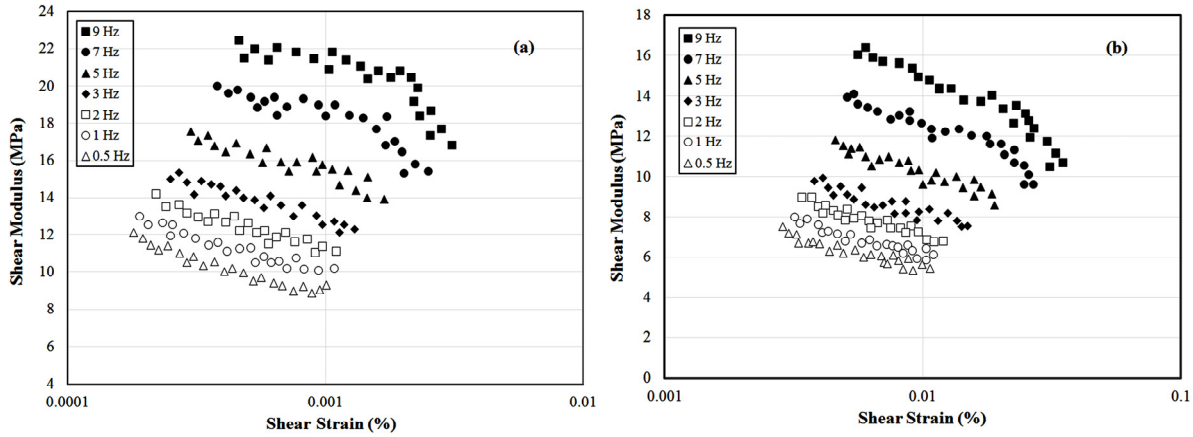 24
22
20
18
16
14
12
10
8
6
4
Shear Modulus (MPa)
9 Hz
7 Hz
5 Hz
3 Hz
2 Hz
1 Hz
0.5 Hz
(a)
0.0001
0.001
0.01
Shear Strain (%)
18
16
14
12
10
8
6
4
2
0
Shear Modulus (MPa)
9 Hz
7 Hz
5 Hz
3 Hz
2 Hz
1 Hz
0.5 Hz
(b)
0.001
0.01
0.1
Shear Strain (%)